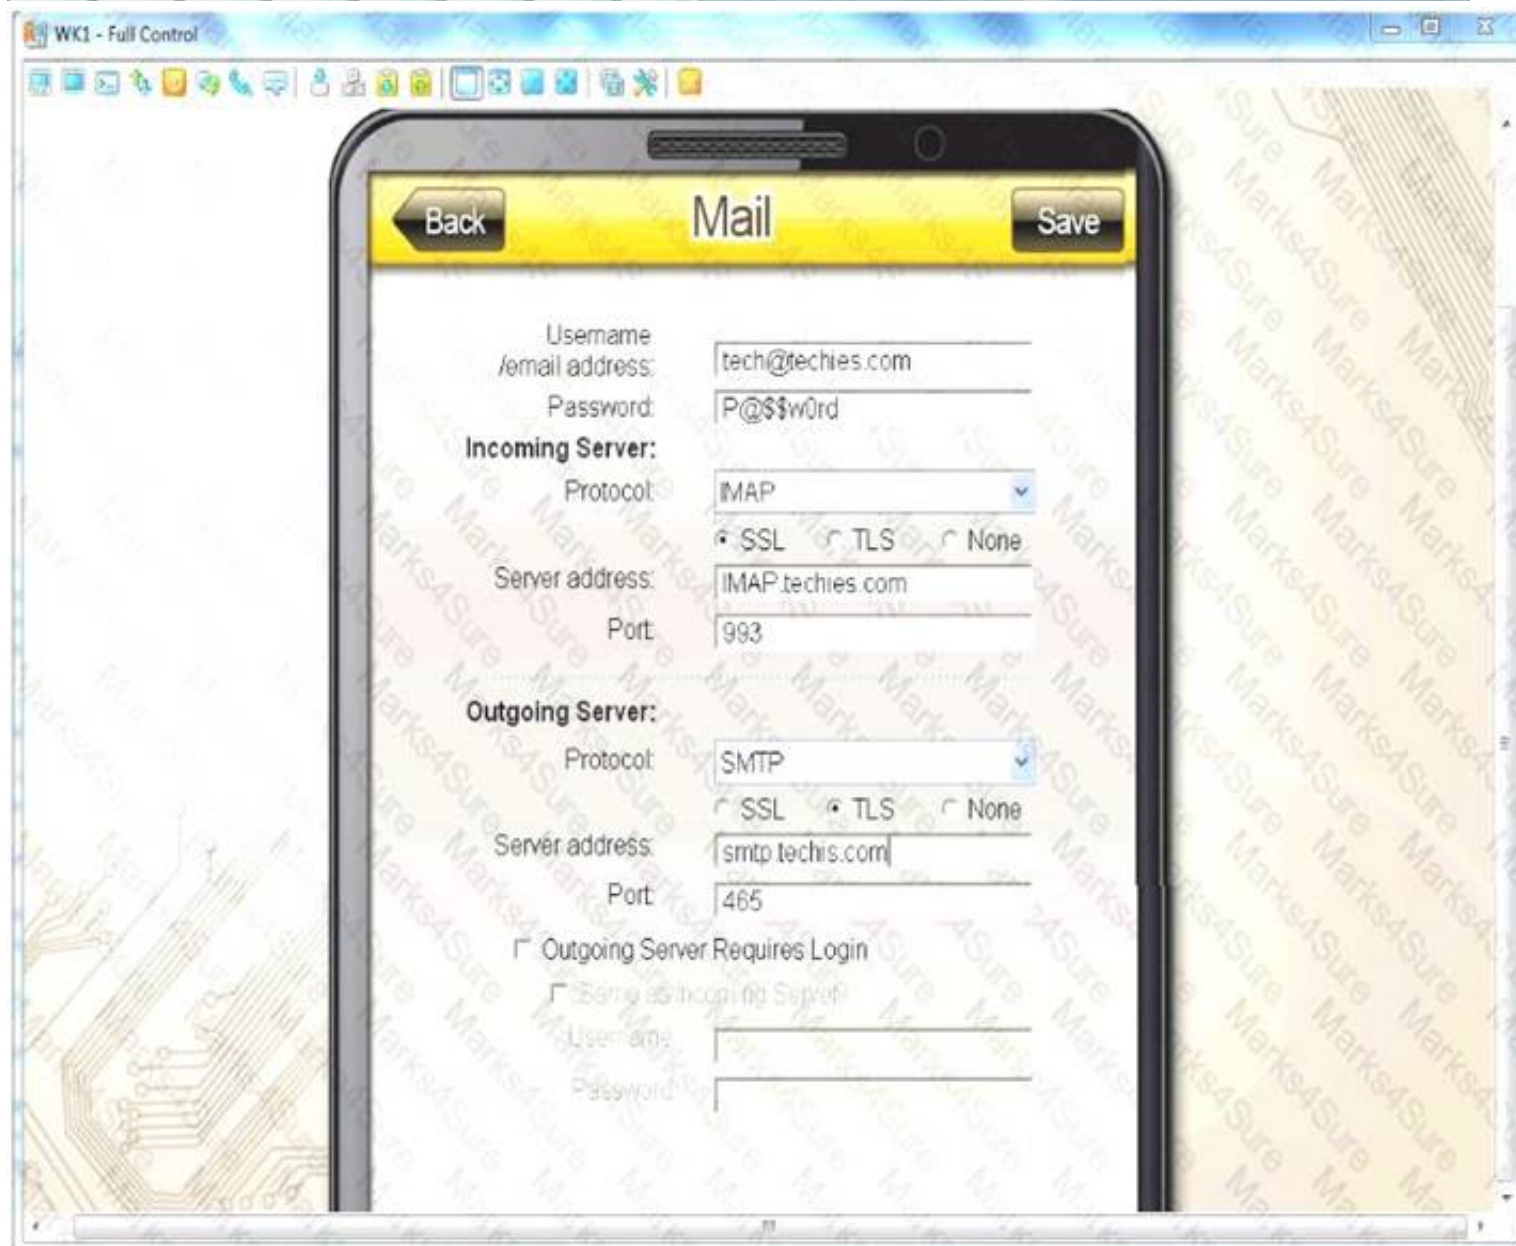 WK1 - Full Control
Back
Mail
Save
Username
/email address:
tech@techies.com
Password:
P@$$w0rd
Incoming Server:
Protocol:
IMAP
SSL TLS None
Server address:
IMAP.techies.com
Port:
993
Outgoing Server:
Protocol:
SMTP
SSL TLS None
Server address:
smtp.techis.com
Port:
465
Outgoing Server Requires Login
Same as Incoming Server
Username
Password
Marks4Sure